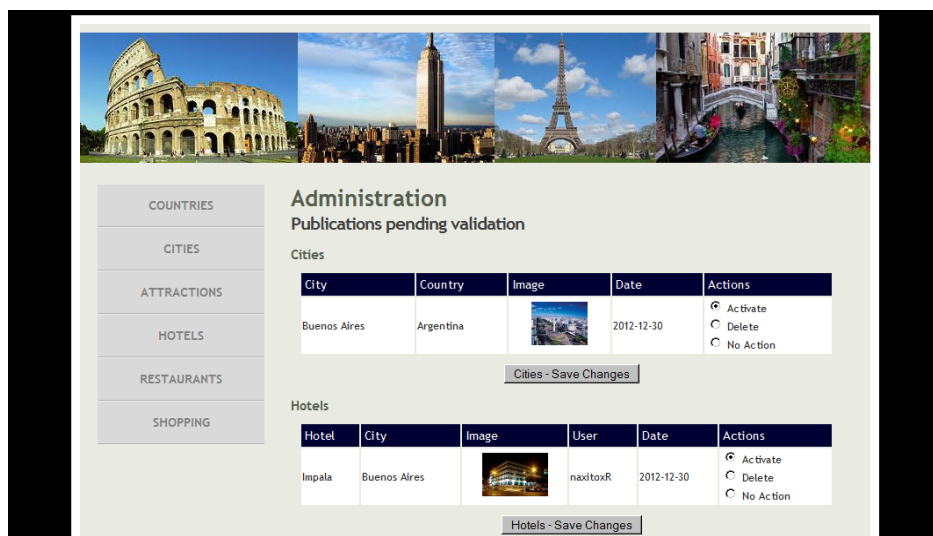 Administration
Publications pending validation
COUNTRIES
CITIES
ATTRACTIONS
HOTELS
RESTAURANTS
SHOPPING
Cities
City Country Image Date Actions
Buenos Aires Argentina 2012-12-30 Activate
Delete
No Action
Cities - Save Changes
Hotels
Hotel City Image User Date Actions
Impala Buenos Aires naxitoxR 2012-12-30 Activate
Delete
No Action
Hotels - Save Changes